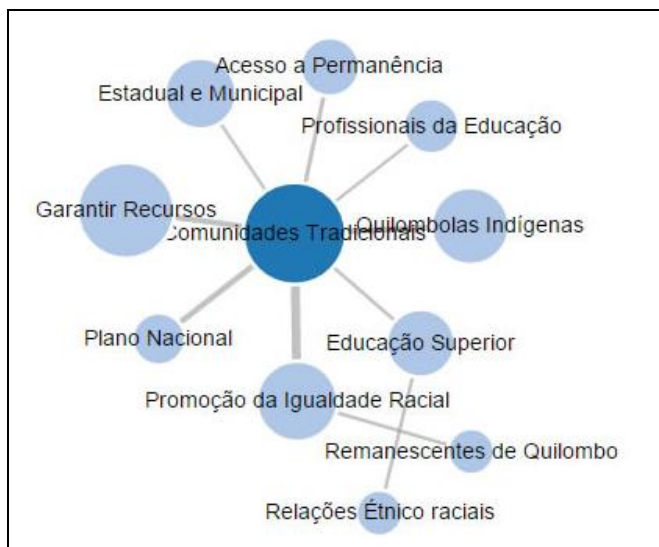 Acesso a Permanência
Estadual e Municipal
Profissionais da Educação
Garantir Recursos
Quilombolas Indígenas
Comunidades Tradicionais
Plano Nacional
Educação Superior
Promoção da Igualdade Racial
Remanescentes de Quilombo
Relações Étnico raciais